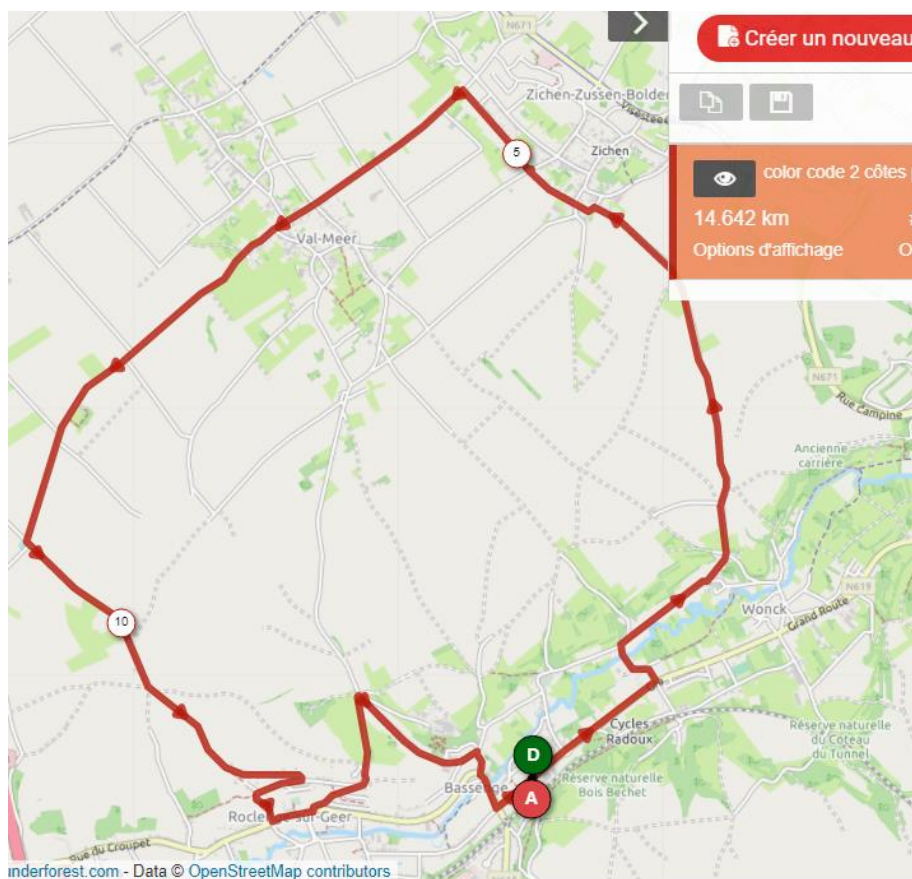 N671
Créer un nouveau
Zichen-Zussen-Bolder
5
Zichen
color code 2 côtes
14.642 km
Options d'affichage
O
Val-Meer
N671
Rue Campine
Ancienne
carrière
N619
10
Wonck
Grand Route
Cycles
Radoux
Réserve naturelle
du Coteau
du Tunnel
D
Réserve naturelle
Bois Bechet
A
Rue du Croupet
underforest.com - Data © OpenStreetMap contributors